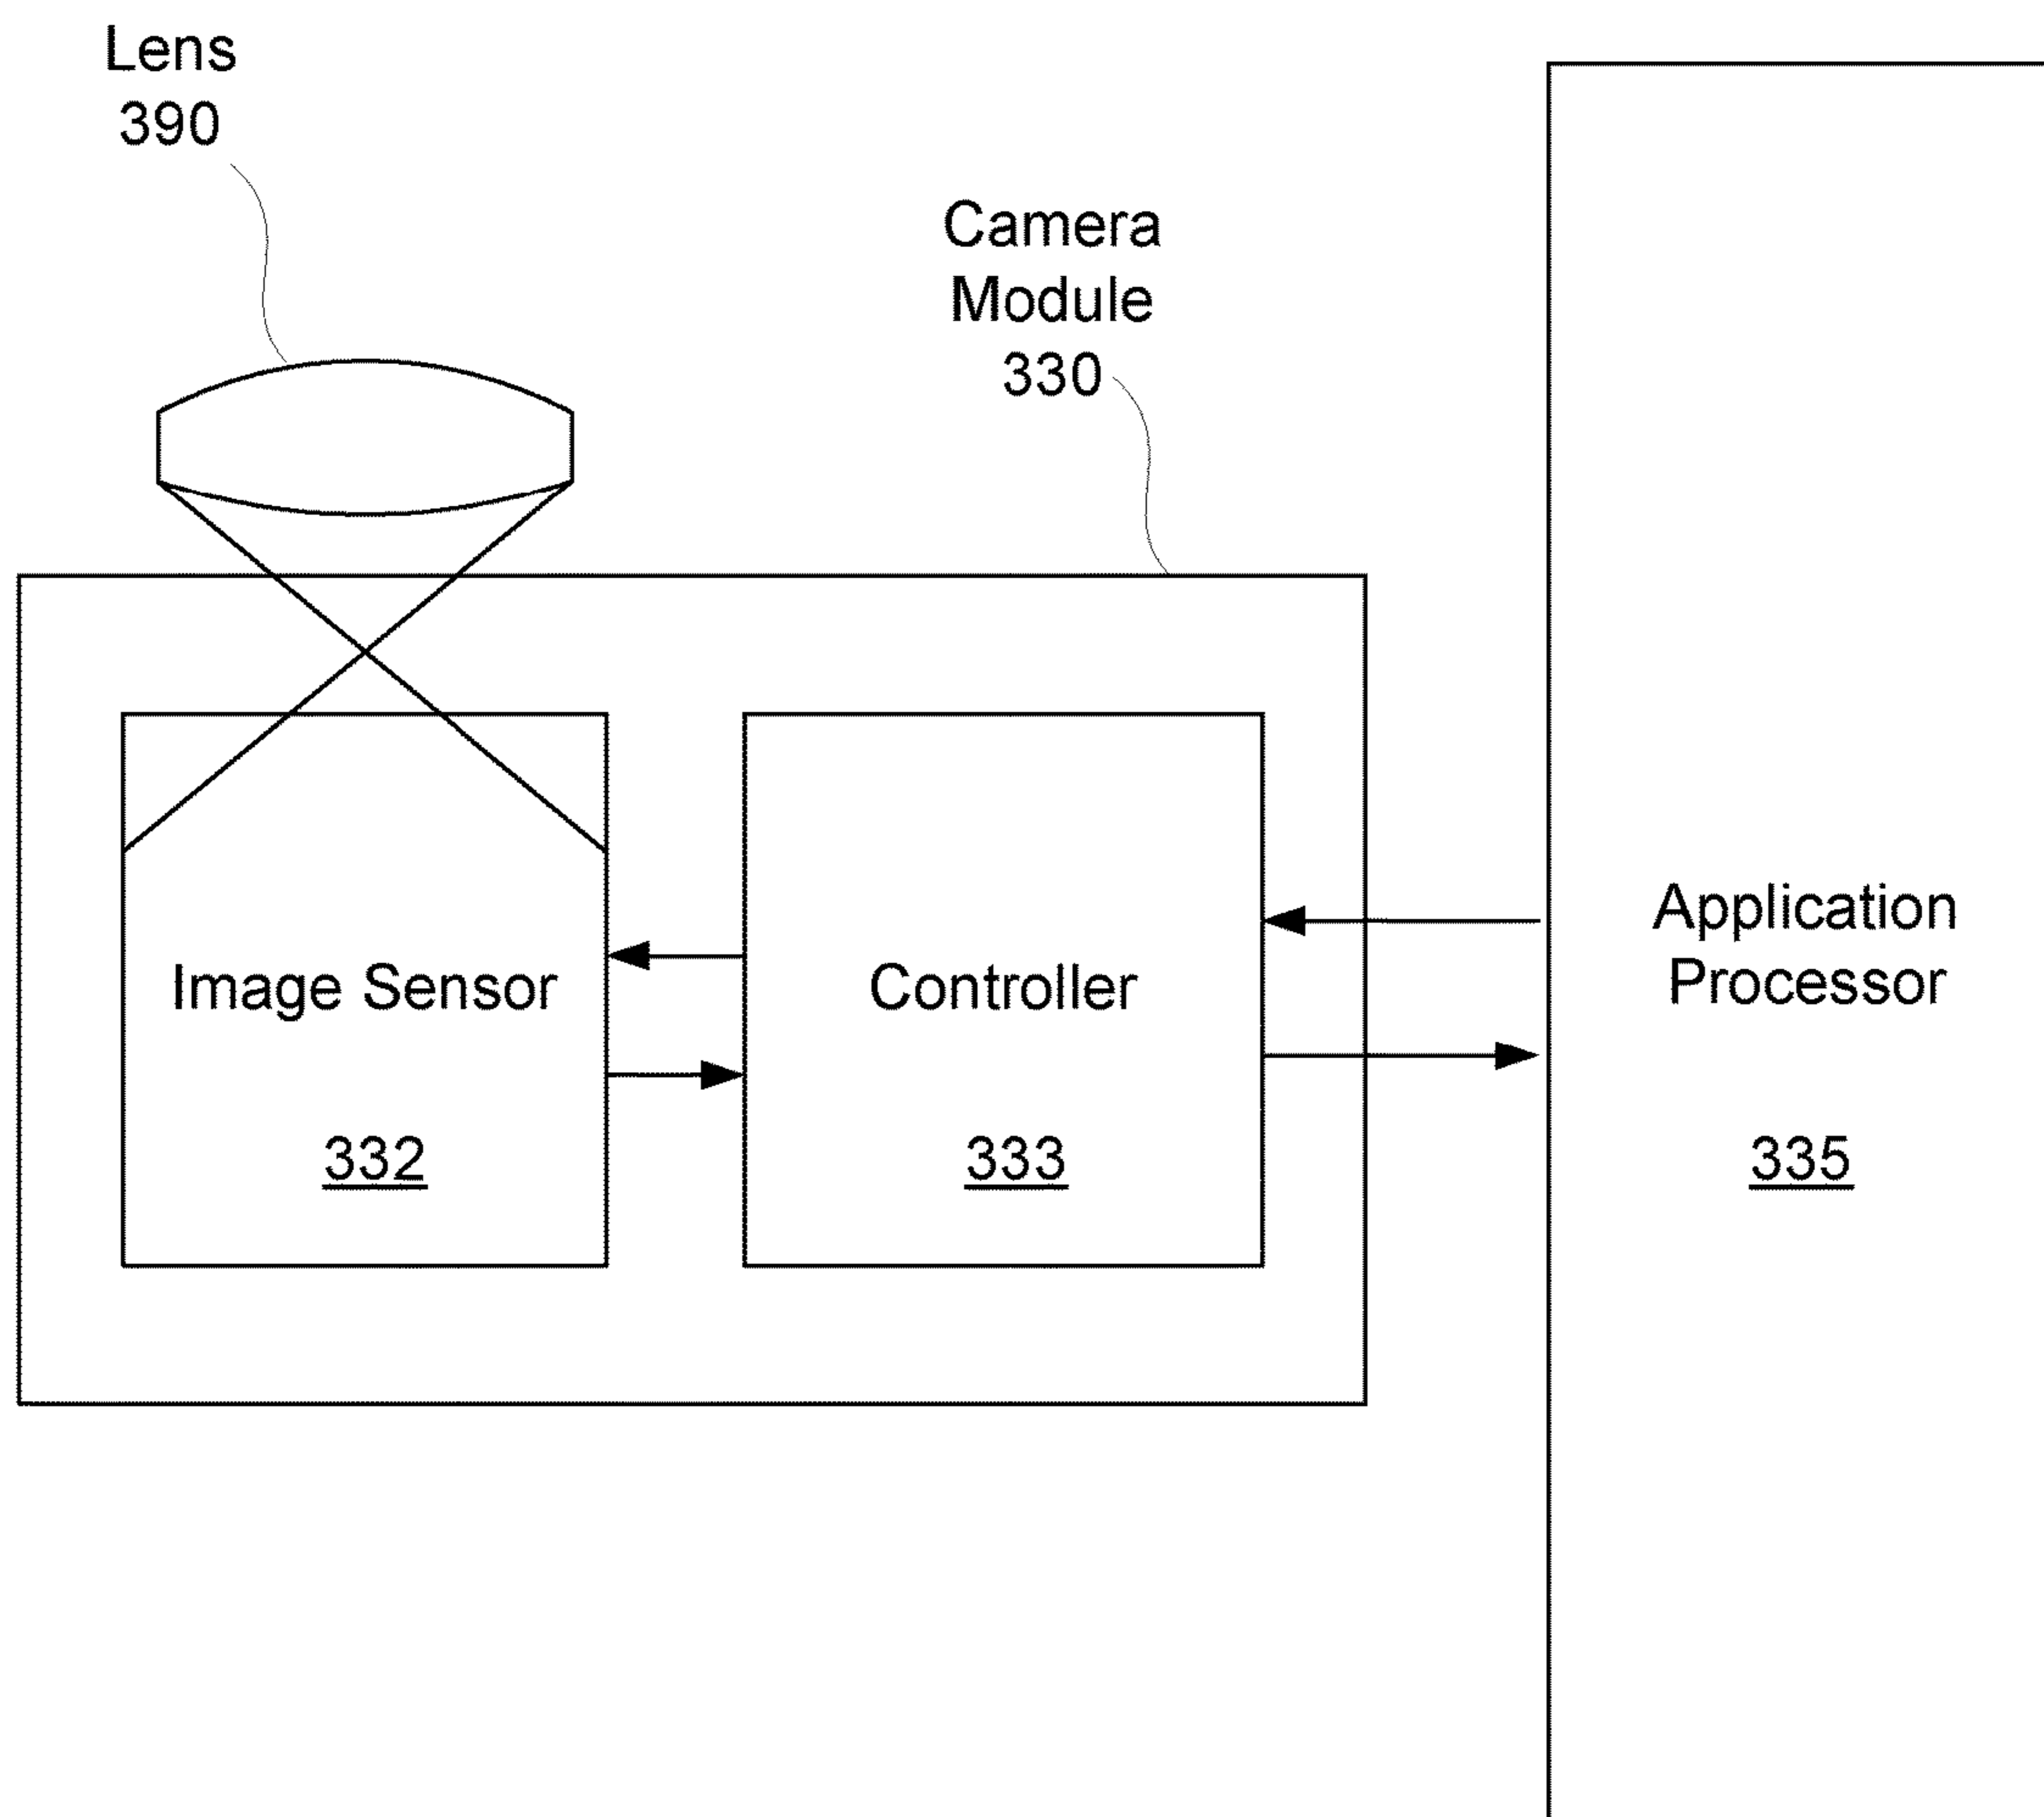 Lens
390
Camera
Module
330
Image Sensor
332
Controller
333
Application
Processor
335